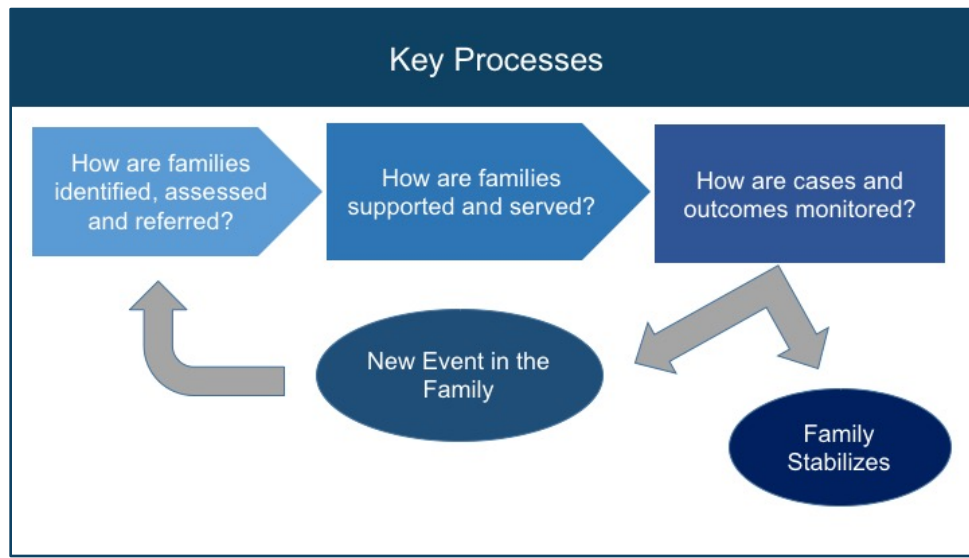 Key Processes
How are families
identified, assessed
and referred?
How are families
supported and served?
How are cases and
outcomes monitored?
New Event in the
Family
Family
Stabilizes